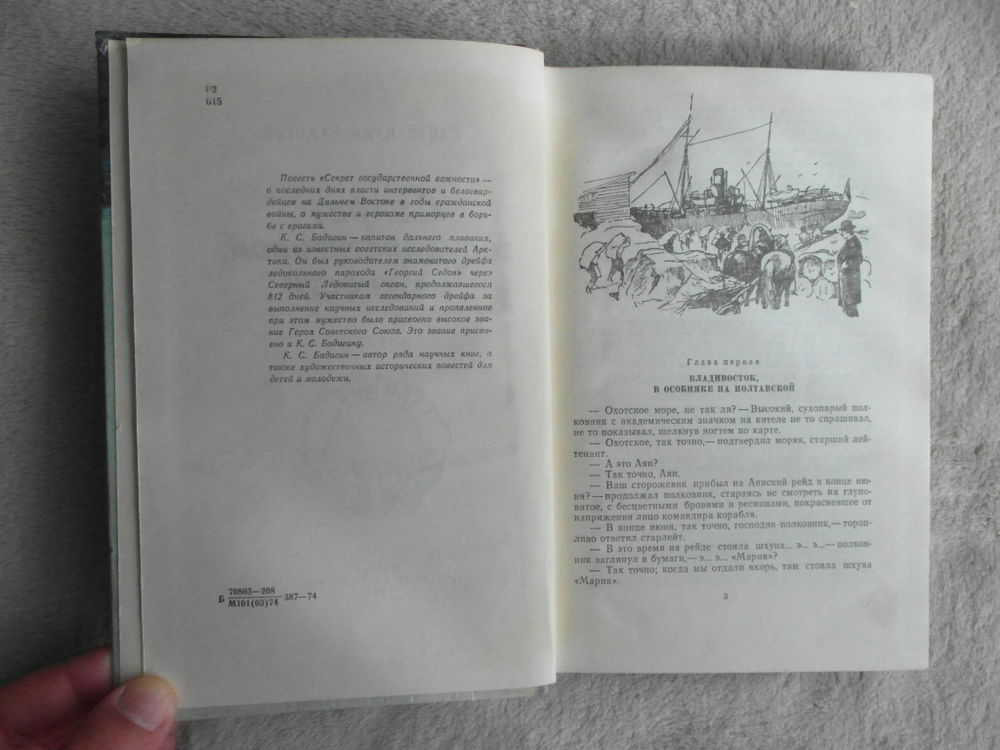 Р2
Б15
Повесть «Секрет государственной важности» —
о последних днях власти интервентов и белогвар-
дейцев на Дальнем Востоке в годы гражданской
войны, о мужестве и героизме приморцев в борь-
бе с врагами.
К. С. Бадигин — капитан дальнего плавания,
один из известных советских исследователей Арк-
тики. Он был руководителем знаменитого дрейфа
ледокольного парохода «Георгий Седов» через
Северный Ледовитый океан, продолжавшегося
812 дней. Участникам легендарного дрейфа за
выполнение научных исследований и проявленное
при этом мужество было присвоено высокое зва-
ние Героя Советского Союза. Это звание присво-
ено и К. С. Бадигину.
К. С. Бадигин — автор ряда научных книг, а
также художественных исторических повестей для
детей и молодежи.
Б 70803—208
М101(03)74 387—74
Глава первая
ВЛАДИВОСТОК,
В ОСОБНЯКЕ НА ПОЛТАВСКОЙ
— Охотское море, не так ли? — Высокий, сухопарый пол-
ковник с академическим значком на кителе не то спрашивал,
не то показывал, щелкнув ногтем по карте.
— Охотское, так точно,— подтвердил моряк, старший лей-
тенант.
— А это Аян?
— Так точно, Аян.
— Ваш сторожевик прибыл на Аянский рейд в конце ию-
ня? — продолжал полковник, стараясь не смотреть на глупо-
ватое, с бесцветными бровями и ресницами, покрасневшее от
напряжения лицо командира корабля.
— В конце июня, так точно, господин полковник,— тороп-
ливо ответил старлейт.
— В это время на рейде стояла шхуна... э... э...— полков-
ник заглянул в бумаги,— э... э... «Мария»?
— Так точно; когда мы отдали якорь, там стояла шхуна
«Мария».
3